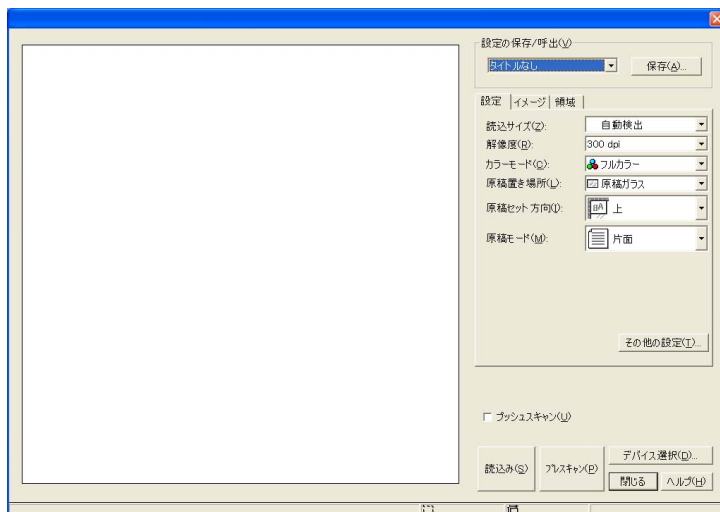 設定の保存/呼出(V)
タイトルなし
保存(A)...
設定 イメージ 領域
読込サイズ(Z): 自動検出
解像度(R): 300 dpi
カラーモード(C): フルカラー
原稿置き場所(L): 原稿ガラス
原稿セット方向(I): 上
原稿モード(M): 片面
その他の設定(T)...
プッシュスキャン(U)
読込み(S)
プレスキャン(P)
デバイス選択(D)...
閉じる
ヘルプ(H)